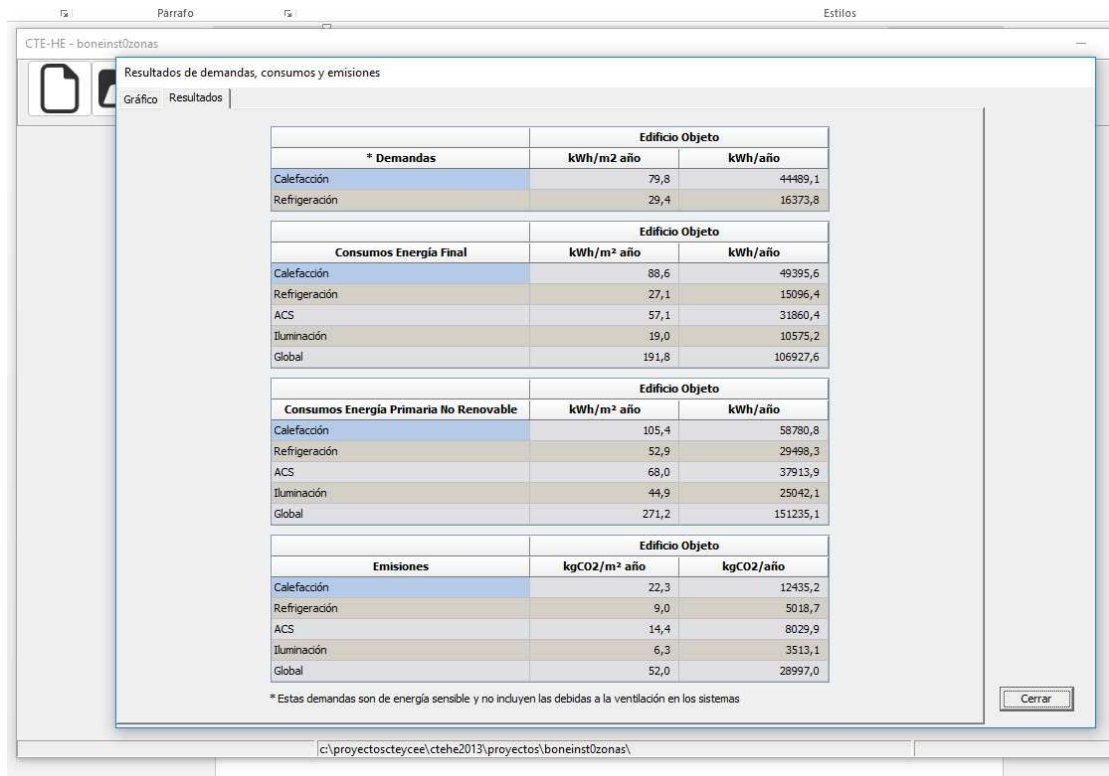 Párrafo Estilos
CTE-HE - boneinst0zonas
Resultados de demandas, consumos y emisiones
Gráfico Resultados
Edificio Objeto
* Demandas kWh/m2 año kWh/año
Calefacción 79,8 44489,1
Refrigeración 29,4 16373,8
Edificio Objeto
Consumos Energía Final kWh/m² año kWh/año
Calefacción 88,6 49395,6
Refrigeración 27,1 15096,4
ACS 57,1 31860,4
Iluminación 19,0 10575,2
Global 191,8 106927,6
Edificio Objeto
Consumos Energía Primaria No Renovable kWh/m² año kWh/año
Calefacción 105,4 58780,8
Refrigeración 52,9 29498,3
ACS 68,0 37913,9
Iluminación 44,9 25042,1
Global 271,2 151235,1
Edificio Objeto
Emisiones kgCO2/m² año kgCO2/año
Calefacción 22,3 12435,2
Refrigeración 9,0 5018,7
ACS 14,4 8029,9
Iluminación 6,3 3513,1
Global 52,0 28997,0
* Estas demandas son de energía sensible y no incluyen las debidas a la ventilación en los sistemas
Cerrar
c:\proyectoscteycee\ctehe2013\proyectos\boneinst0zonas\